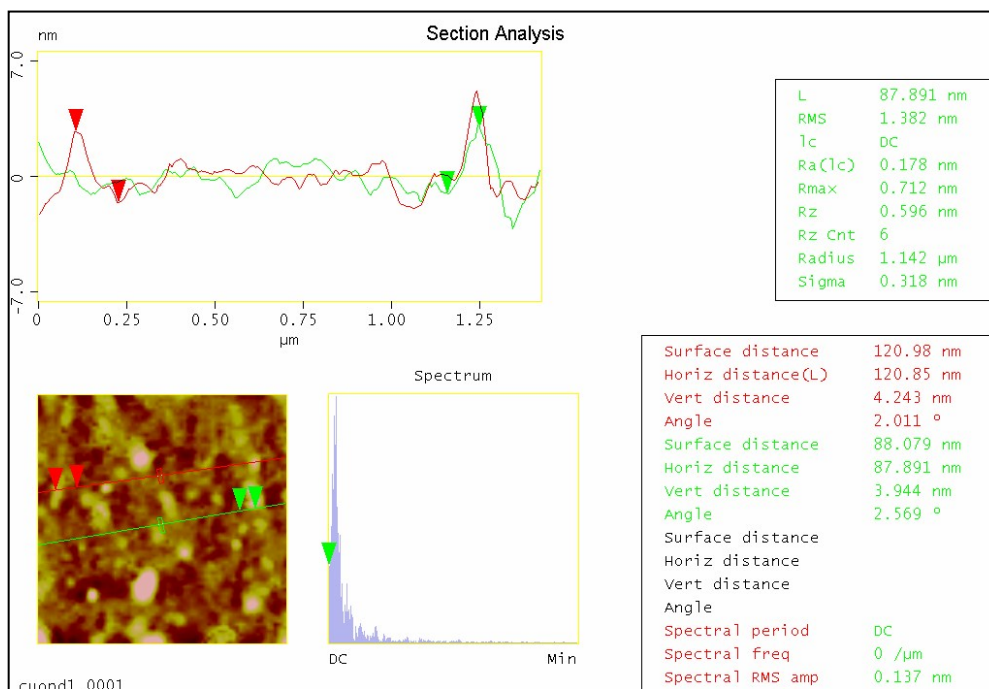 Section Analysis
nm
7.0
0
-7.0
0 0.25 0.50 0.75 1.00 1.25
µm
L 87.891 nm
RMS 1.382 nm
lc DC
Ra(lc) 0.178 nm
Rmax 0.712 nm
Rz 0.596 nm
Rz Cnt 6
Radius 1.142 µm
Sigma 0.318 nm
Surface distance 120.98 nm
Horiz distance(L) 120.85 nm
Vert distance 4.243 nm
Angle 2.011 °
Surface distance 88.079 nm
Horiz distance 87.891 nm
Vert distance 3.944 nm
Angle 2.569 °
Surface distance
Horiz distance
Vert distance
Angle
Spectral period DC
Spectral freq 0 /µm
Spectral RMS amp 0.137 nm
Spectrum
DC Min
cuond1 0001